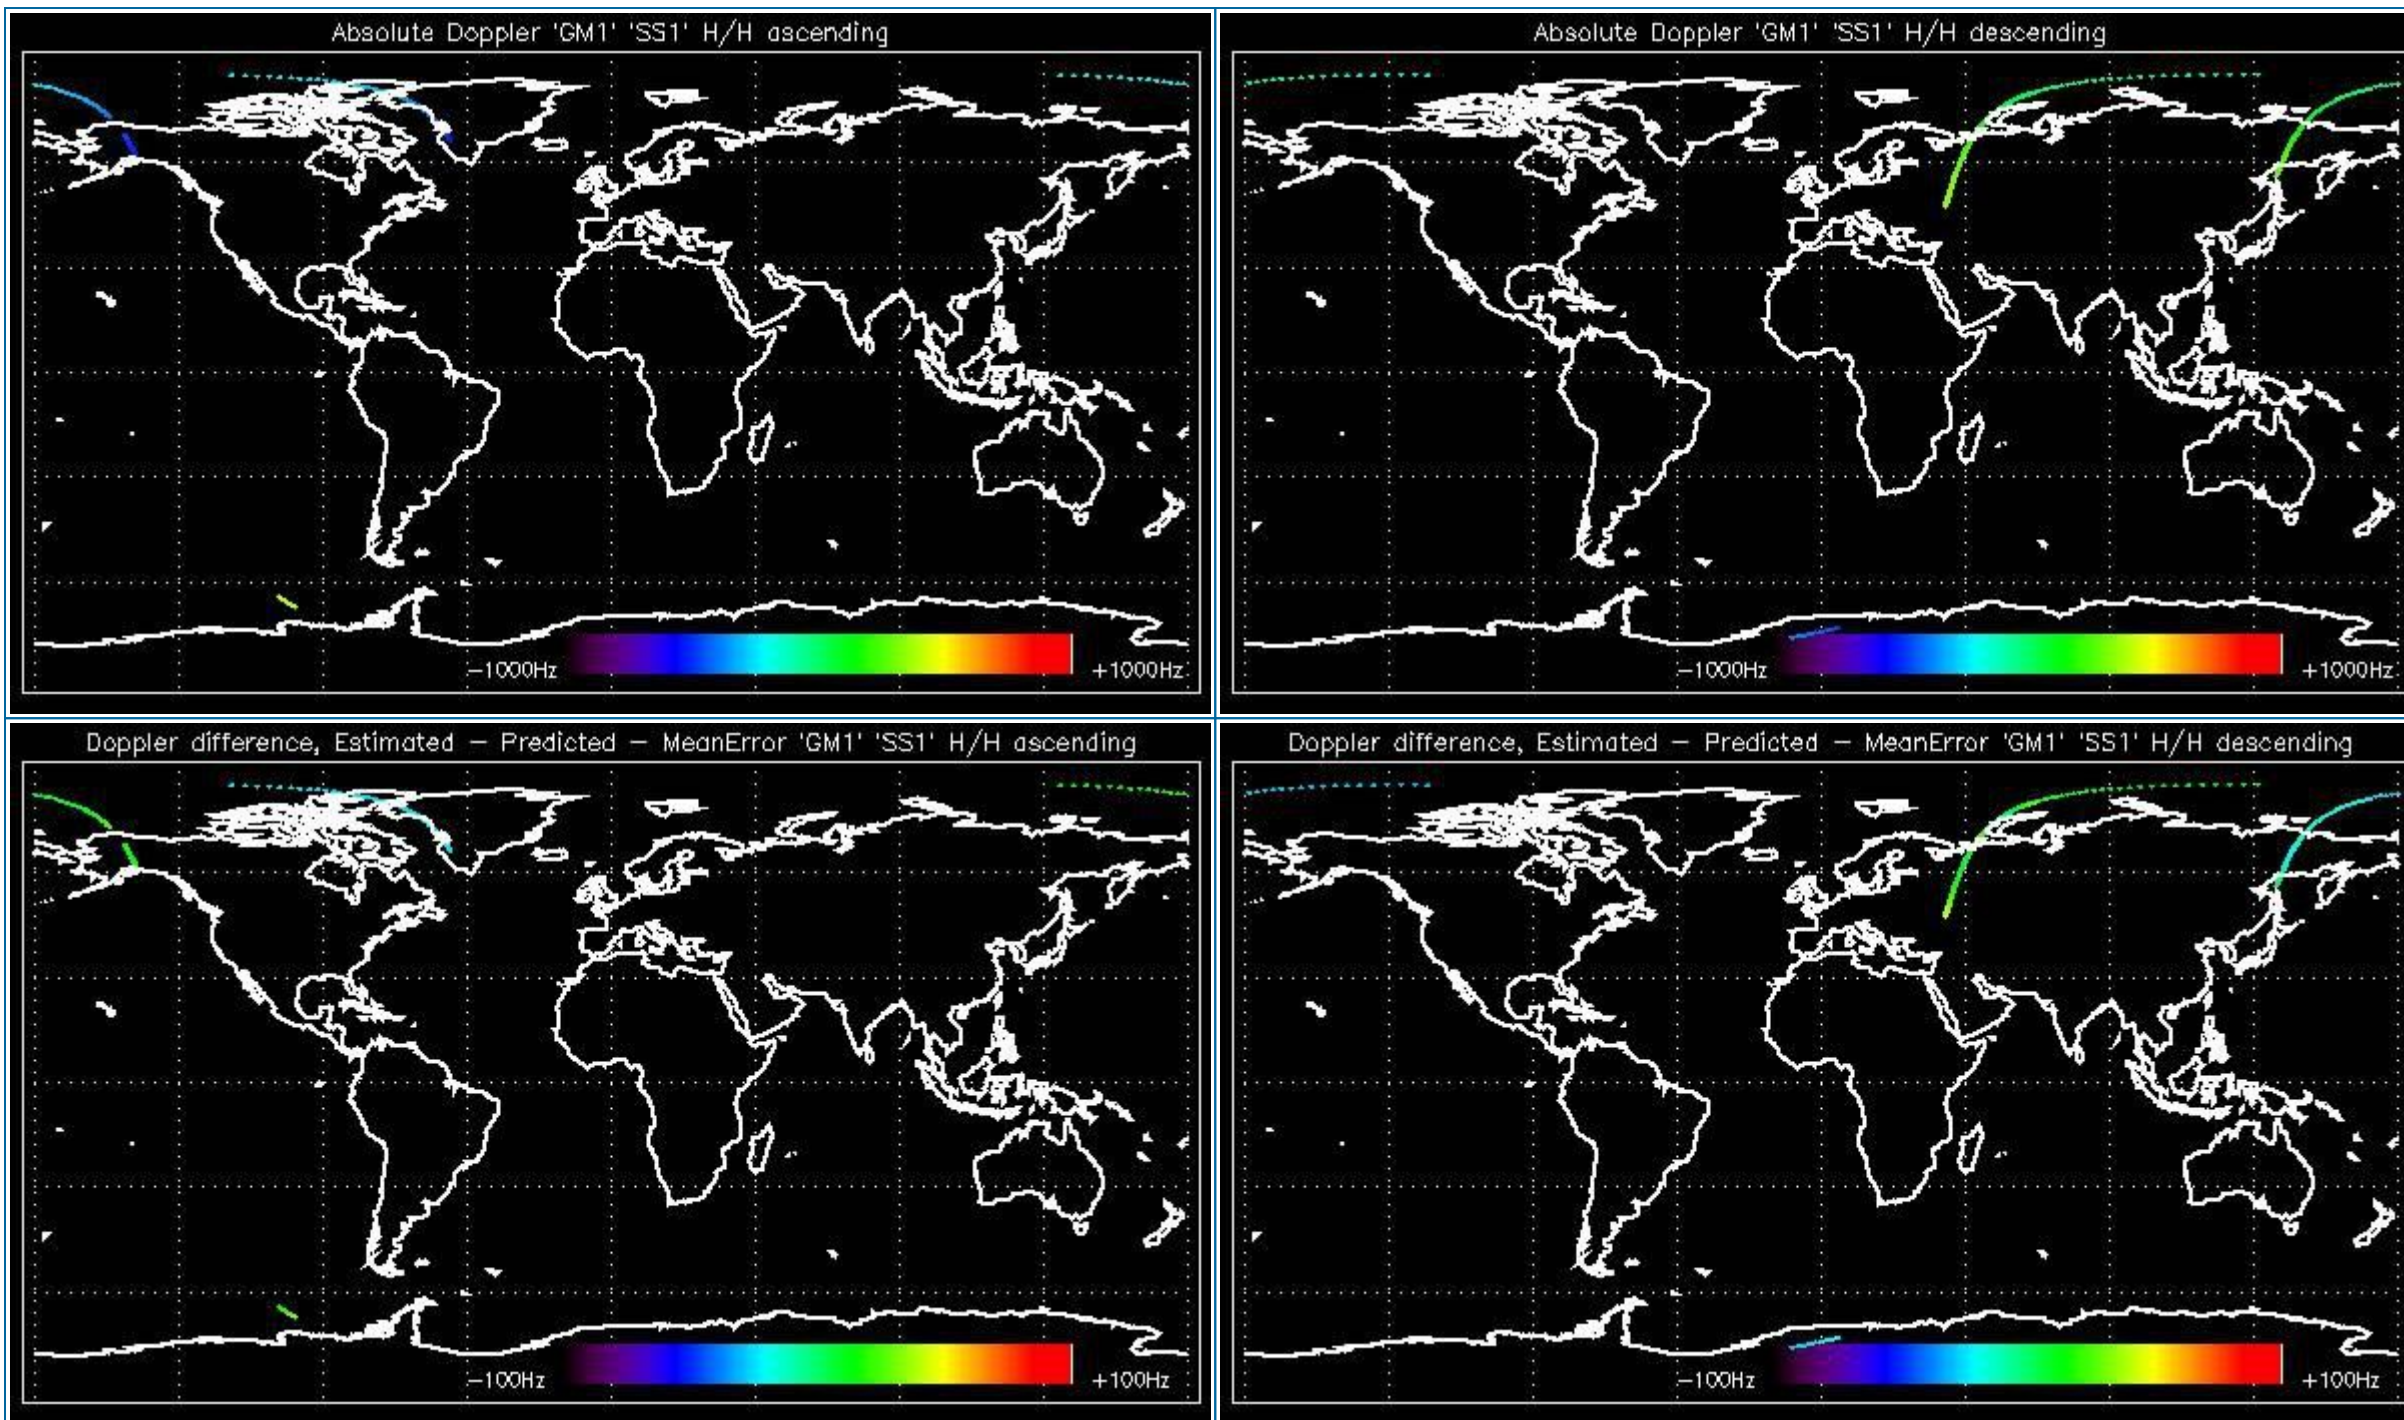 Absolute Doppler 'GM1' 'SS1' H/H ascending
-1000Hz
+1000Hz
Absolute Doppler 'GM1' 'SS1' H/H descending
-1000Hz
+1000Hz
Doppler difference, Estimated - Predicted - MeanError 'GM1' 'SS1' H/H ascending
-100Hz
+100Hz
Doppler difference, Estimated - Predicted - MeanError 'GM1' 'SS1' H/H descending
-100Hz
+100Hz